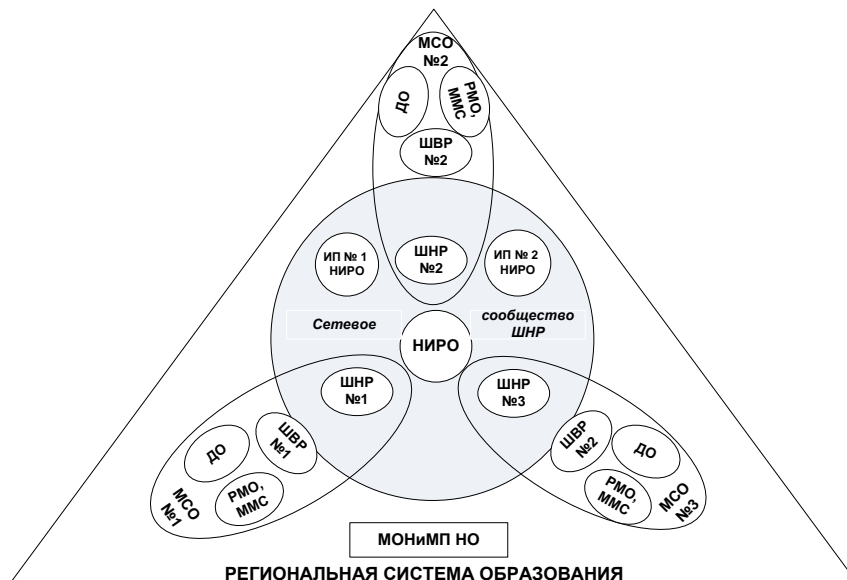 МСО
№2
ДО
РМО,
ММС
ШВР
№2
ИП № 1
НИРО
ШНР
№2
ИП № 2
НИРО
Сетевое
сообщество
ШНР
НИРО
ШНР
№1
ШНР
№3
ДО
ШВР
№1
РМО,
ММС
МСО
№1
ШВР
№2
ДО
РМО,
ММС
МСО
№3
МОНиМП НО
РЕГИОНАЛЬНАЯ СИСТЕМА ОБРАЗОВАНИЯ